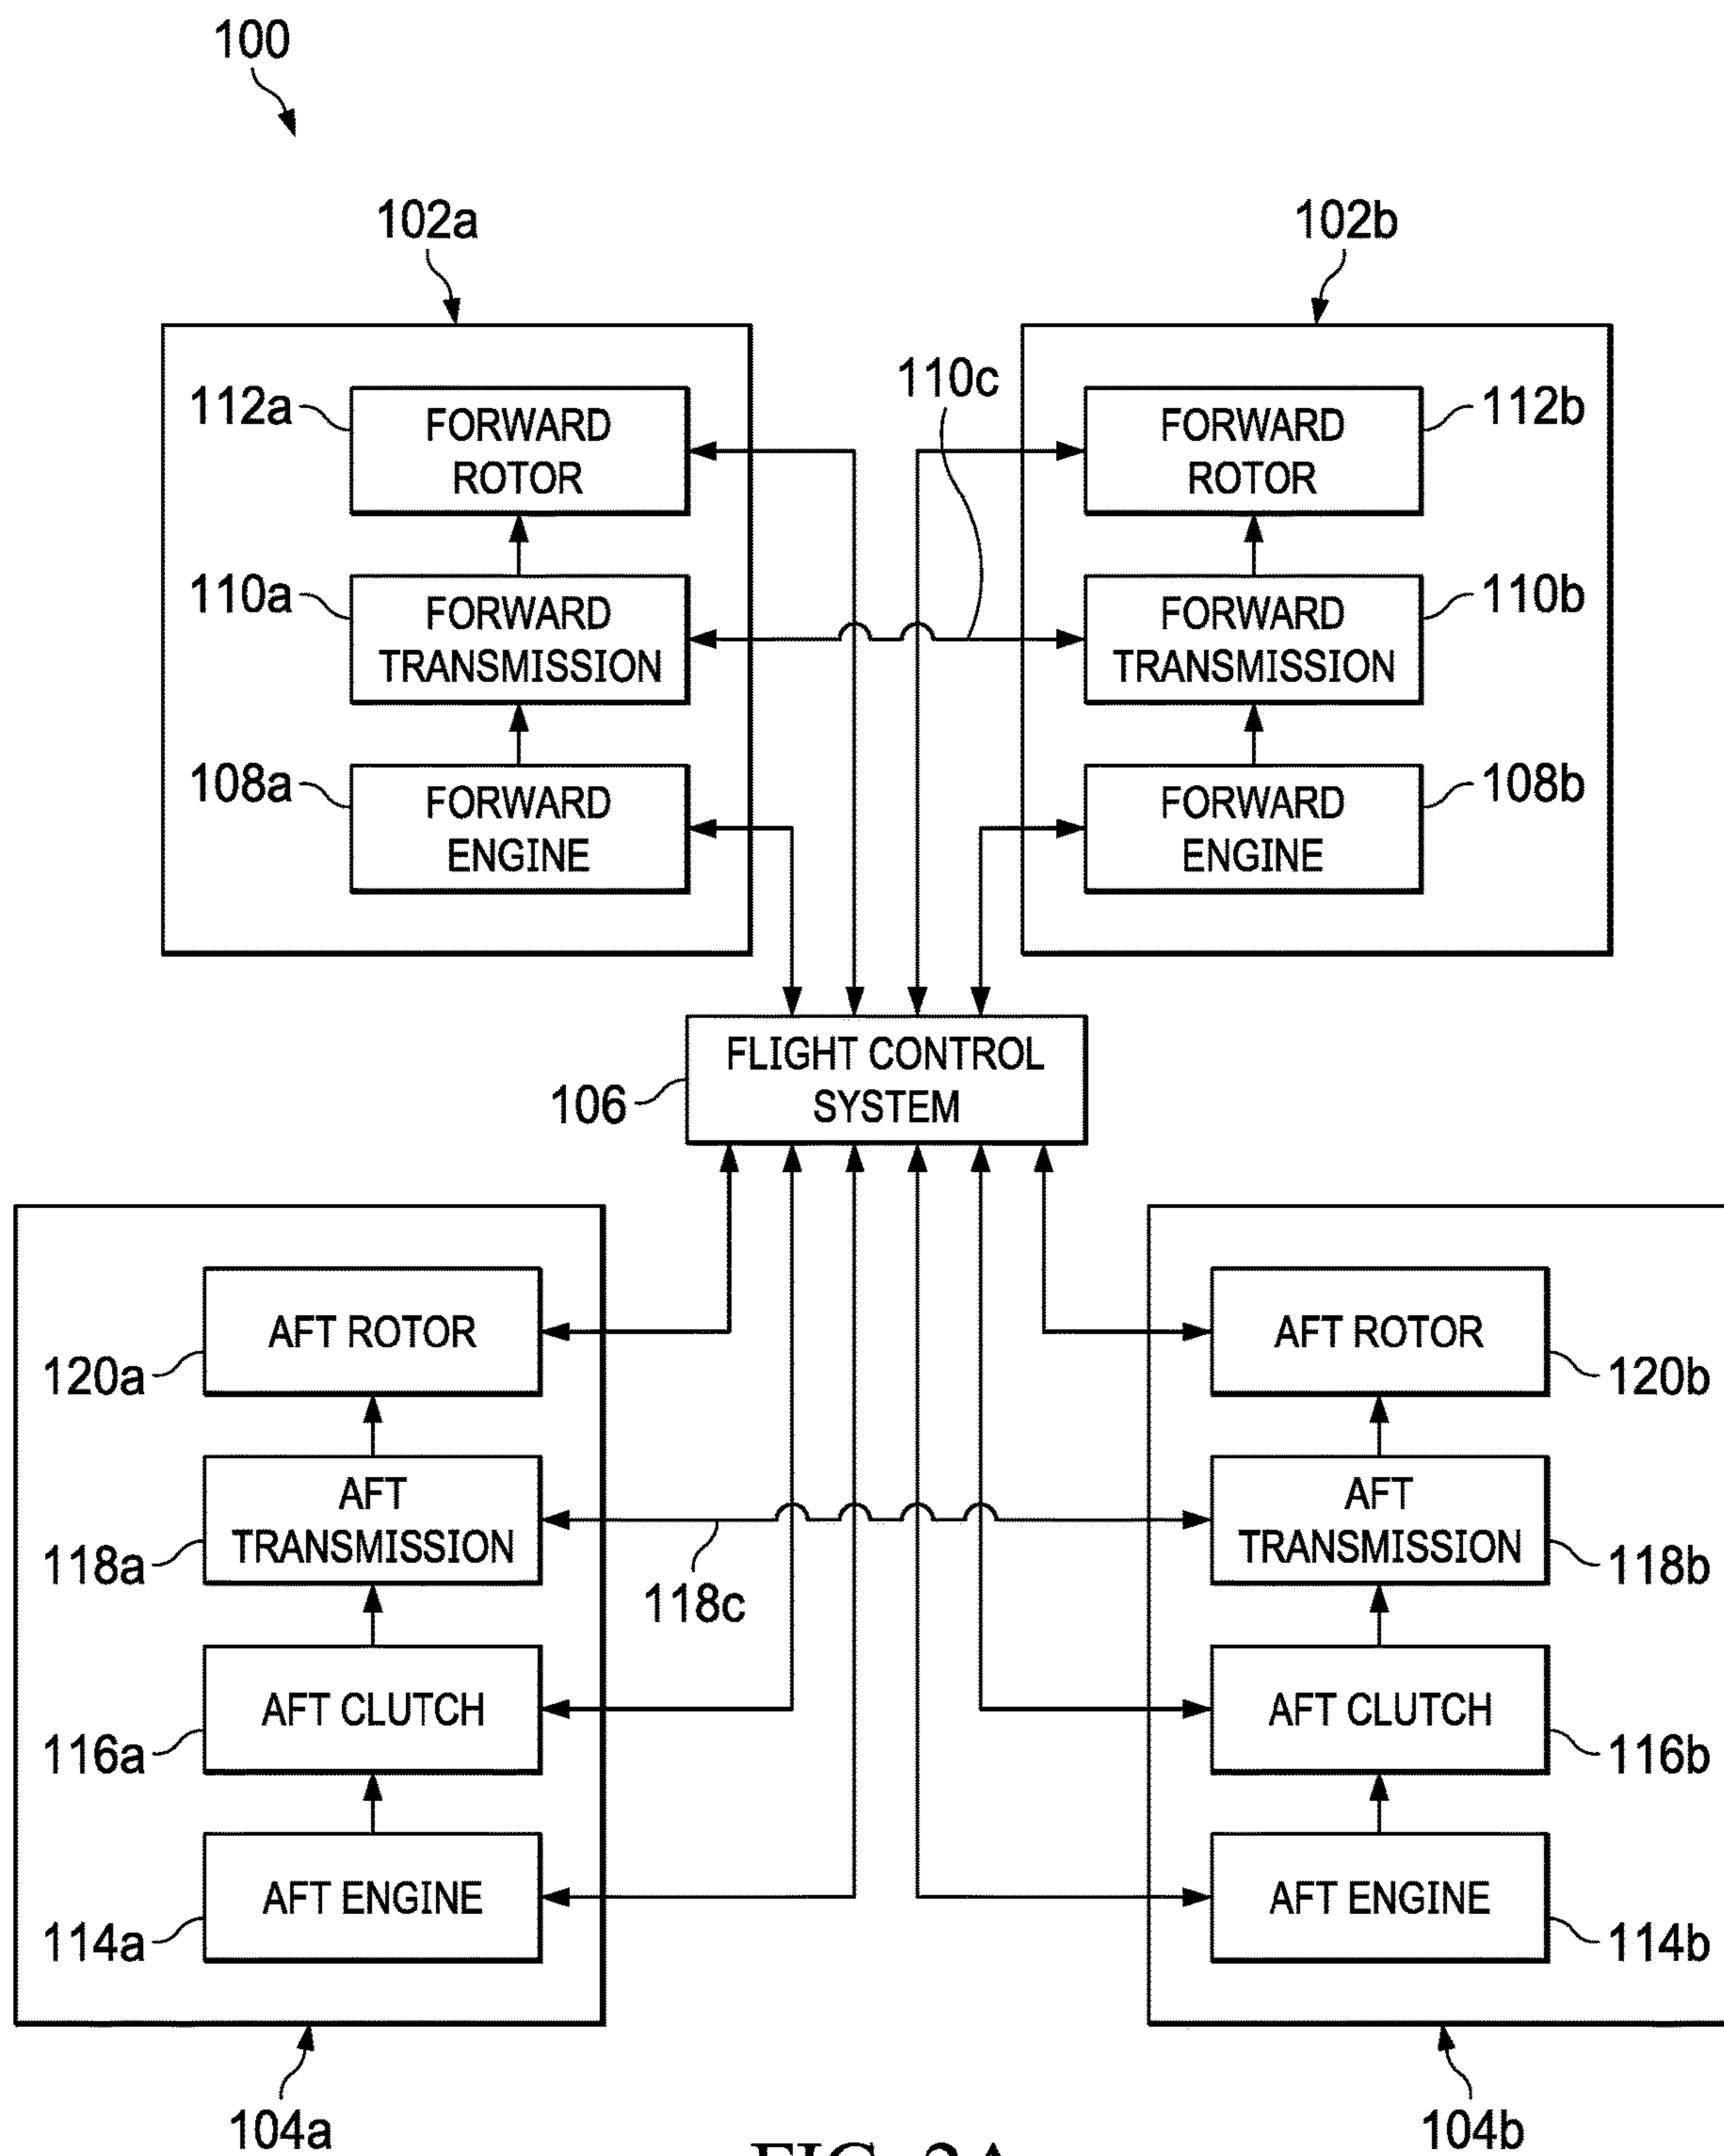 100
102a
102b
110c
112a
FORWARD
ROTOR
FORWARD
ROTOR
112b
110a
FORWARD
TRANSMISSION
FORWARD
TRANSMISSION
110b
108a
FORWARD
ENGINE
FORWARD
ENGINE
108b
FLIGHT CONTROL
SYSTEM
106
AFT ROTOR
120a
AFT ROTOR
120b
AFT
TRANSMISSION
118a
118c
AFT
TRANSMISSION
118b
AFT CLUTCH
116a
AFT CLUTCH
116b
AFT ENGINE
114a
AFT ENGINE
114b
104a
104b
FIG. 2A